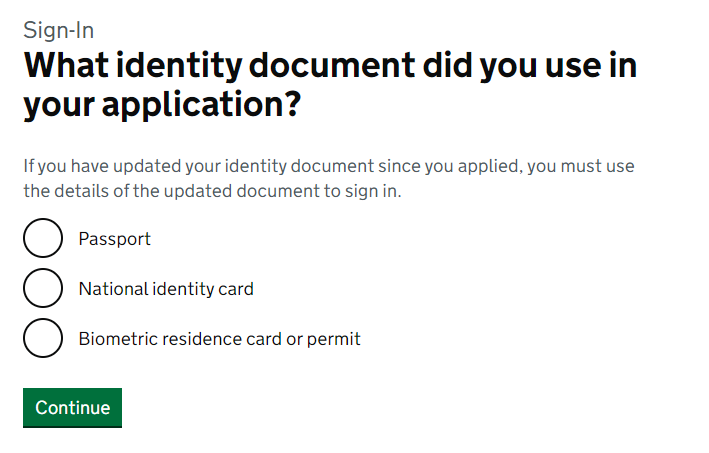 Sign-In
What identity document did you use in
your application?
If you have updated your identity document since you applied, you must use
the details of the updated document to sign in.
Passport
National identity card
Biometric residence card or permit
Continue